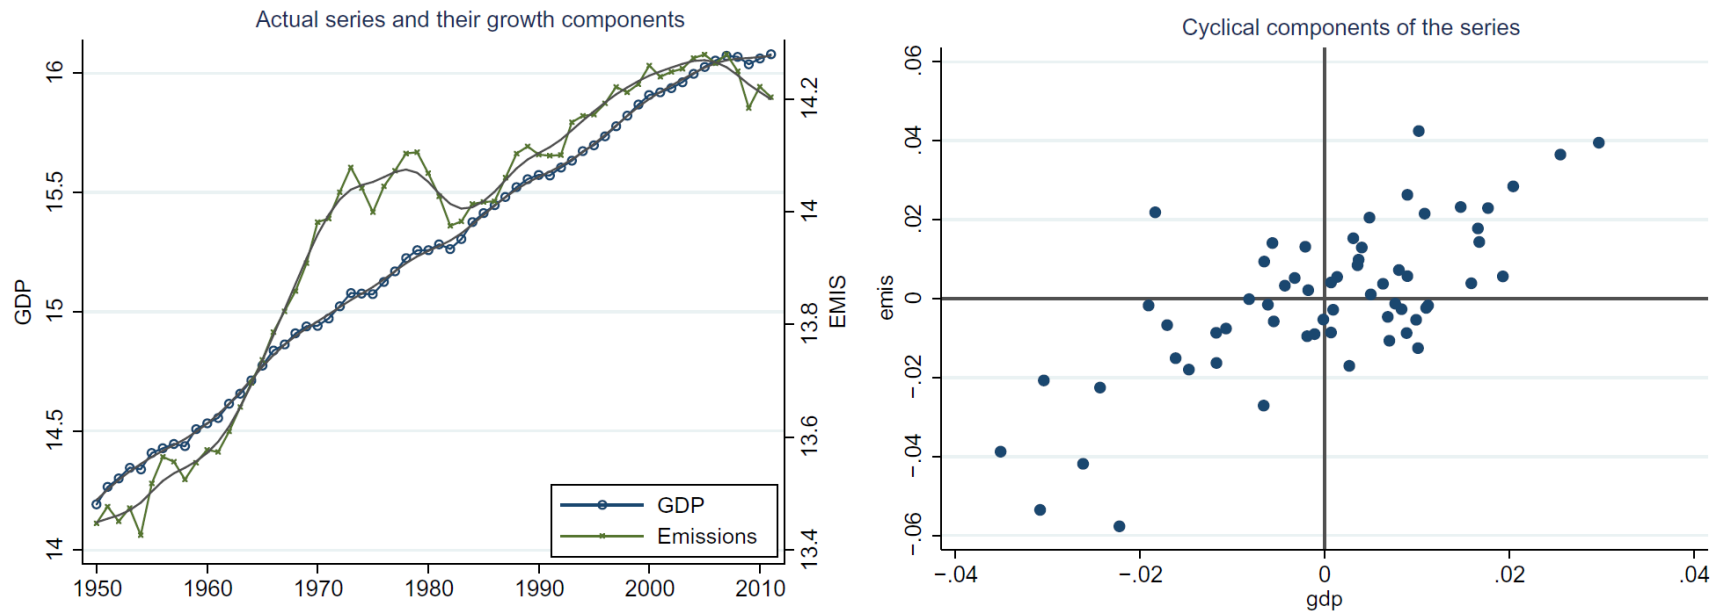 Actual series and their growth components
16
15.5
15
14.5
14
GDP
14.2
14
13.8
13.6
13.4
EMIS
GDP
Emissions
1950 1960 1970 1980 1990 2000 2010
Cyclical components of the series
.06
.04
.02
0
-.02
-.04
-.06
emis
-.04 -.02 0 .02 .04
gdp